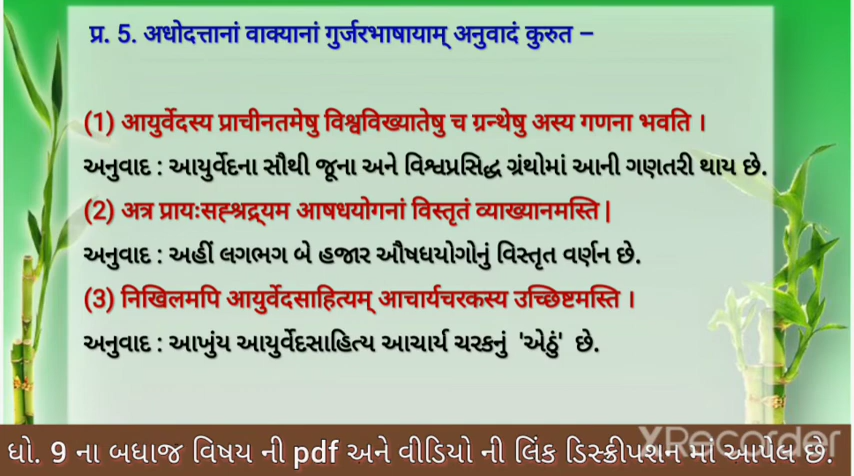 प्र. 5. अधोदत्तानां वाक्यानां गुर्जरभाषायाम् अनुवादं कुरुत –
(1) आयुर्वेदस्य प्राचीनतमेषु विश्वविख्यातेषु च ग्रन्थेषु अस्य गणना भवति ।
અનુવાદ : આયુર્વેદના સૌથી જૂના અને વિશ્વપ્રસિદ્ધ ગ્રંથોમાં આની ગણતરી થાય છે.
(2) अत्र प्रायःसह्श्रद्र्यम आषधयोगनां विस्तृतं व्याख्यानमस्ति|
અનુવાદ : અહીં લગભગ બે હજાર ઔષધયોગોનું વિસ્તૃત વર્ણન છે.
(3) निखिलमपि आयुर्वेदसाहित्यम् आचार्यचरकस्य उच्छिष्टमस्ति ।
અનુવાદ : આખુંય આયુર્વેદસાહિત્ય આચાર્ય ચરકનું 'એઠું' છે.
ધો. 9 ના બધાજ વિષય ની pdf અને વીડિયો ની લિંક ડિસ્ક્રીપશન માં આપેલ છે.
XRecorder